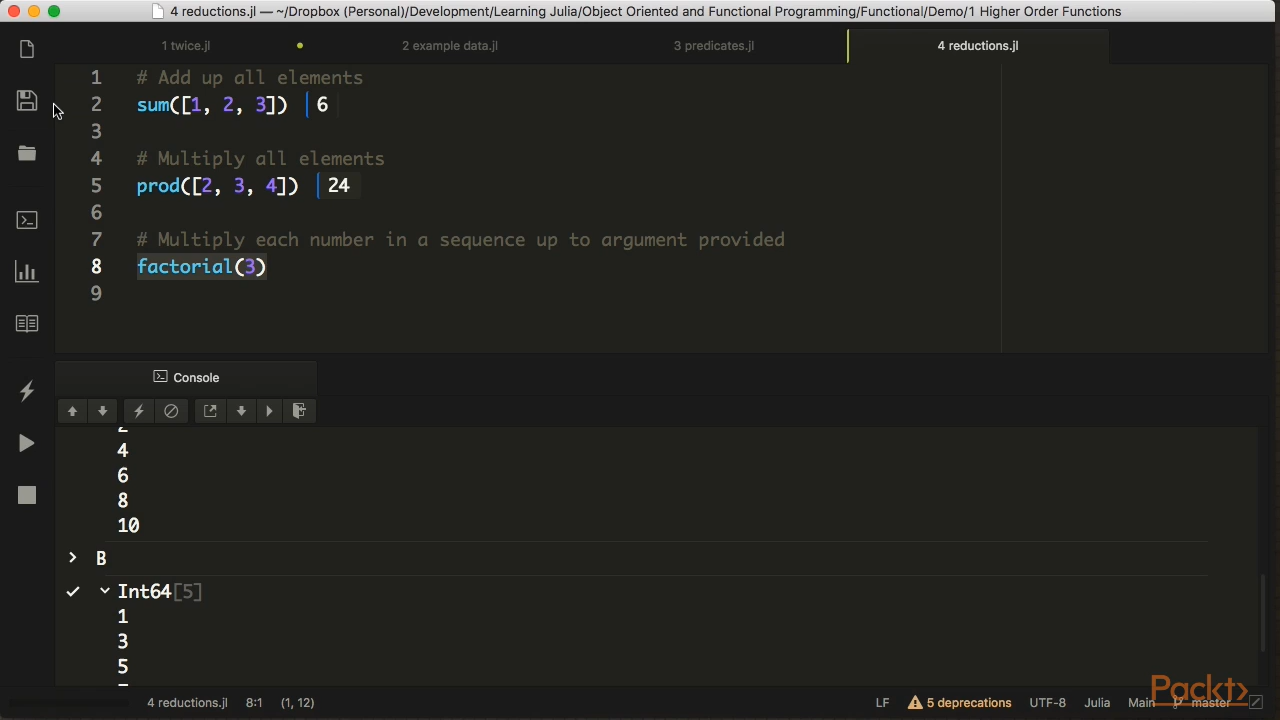 4 reductions.jl — ~/Dropbox (Personal)/Development/Learning Julia/Object Oriented and Funcional Programming/Functional/Demo/1 Higher Order Functions
1 twice.jl
2 example data.jl
3 predicates.jl
4 reductions.jl
1 # Add up all elements
2 sum([1, 2, 3]) 6
3
4 # Multiply all elements
5 prod([2, 3, 4]) 24
6
7 # Multiply each number in a sequence up to argument provided
8 factorial(3)
9
Console
4
6
8
10
> B
Int64[5]
1
3
5
Packt>
4 reductions.jl 8:1 (1, 12) LF 5 deprecations UTF-8 Julia Main master